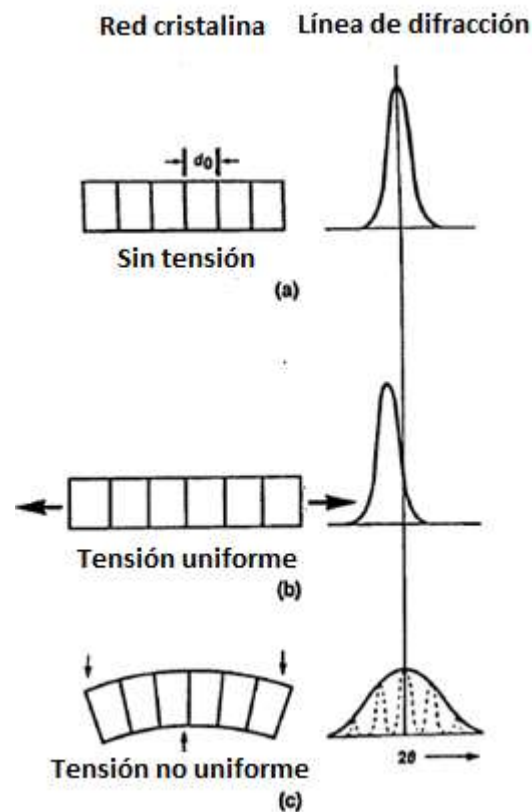 Red cristalina
Línea de difracción
d0
Sin tensión
(a)
Tensión uniforme
(b)
Tensión no uniforme
2θ
(c)